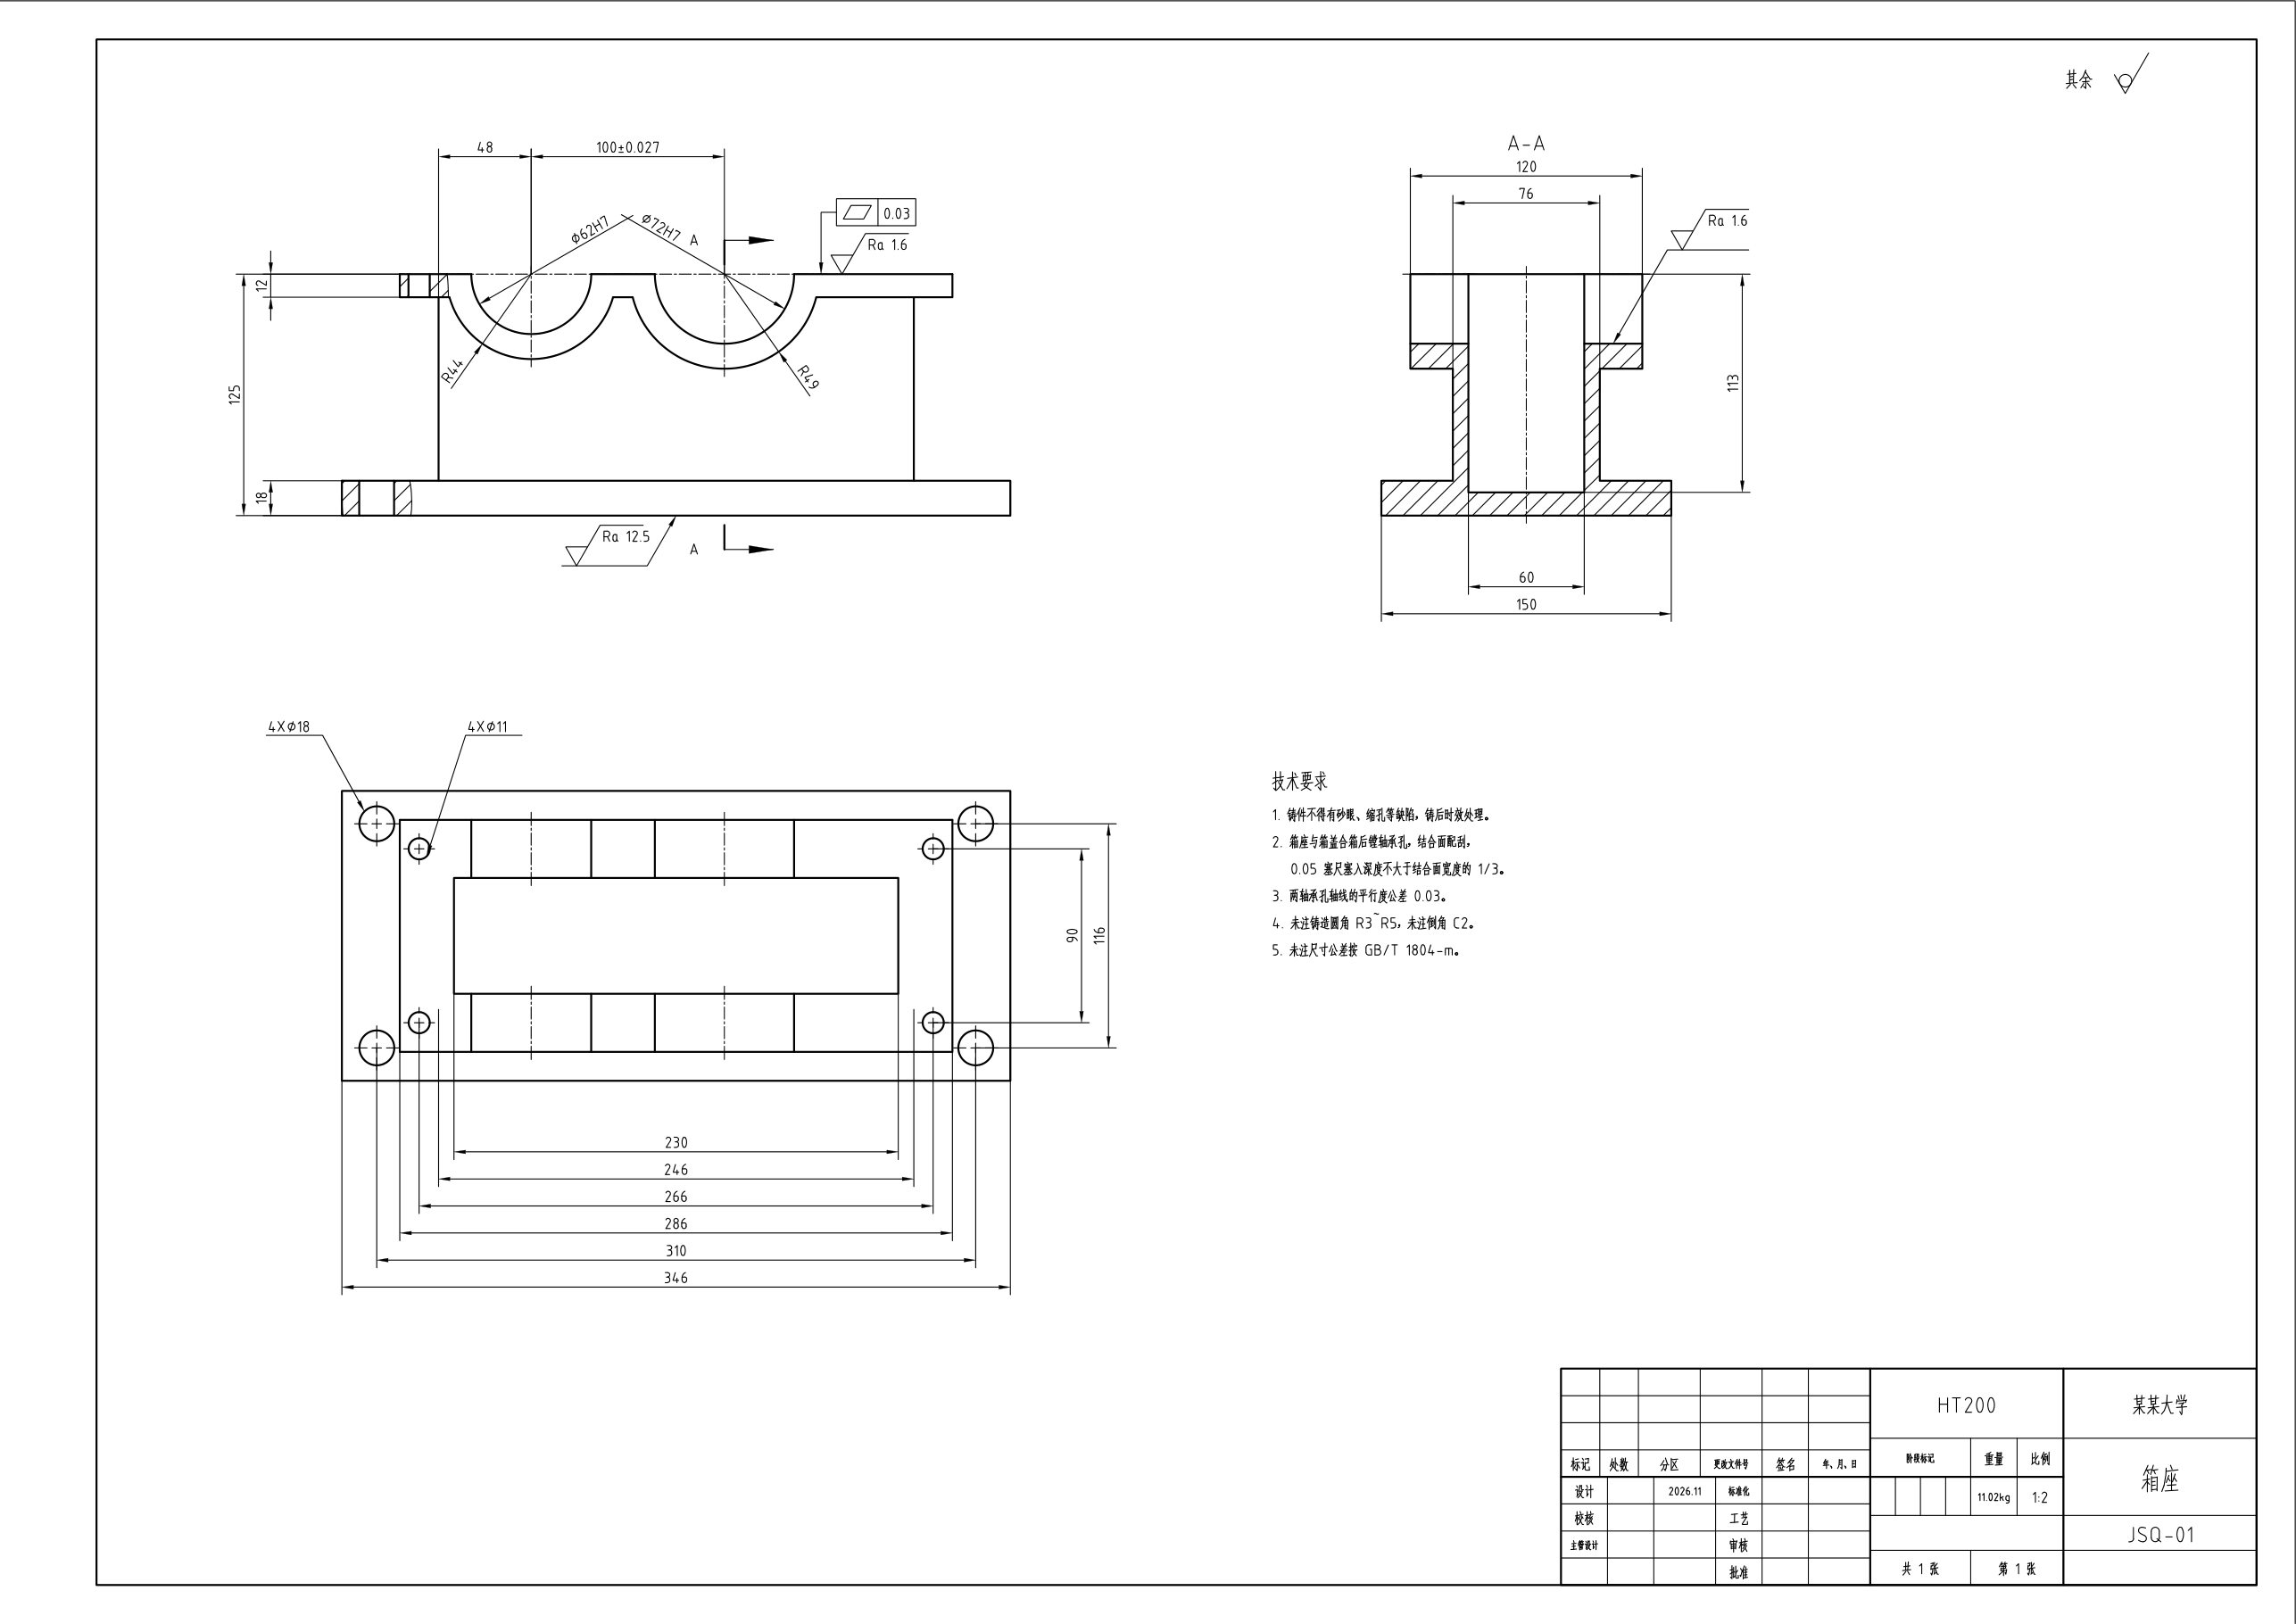 其余
48
100±0.027
⌀62H7
⌀72H7
A
0.03
Ra 1.6
12
125
18
R44
R49
Ra 12.5
A
A-A
120
76
Ra 1.6
113
60
150
4X⌀18
4X⌀11
90
116
230
246
266
286
310
346
技术要求
1. 铸件不得有砂眼、缩孔等缺陷，铸后时效处理。
2. 箱座与箱盖合箱后镗轴承孔，结合面配刮，
0.05 塞尺塞入深度不大于结合面宽度的 1/3。
3. 两轴承孔轴线的平行度公差 0.03。
4. 未注铸造圆角 R3~R5，未注倒角 C2。
5. 未注尺寸公差按 GB/T 1804-m。
HT200
某某大学
标记 处数 分区 更改文件号 签名 年、月、日
阶段标记 重量 比例
箱座
设计 2026.11 标准化
11.02kg 1:2
校核 工艺
JSQ-01
主管设计 审核
批准
共 1 张 第 1 张